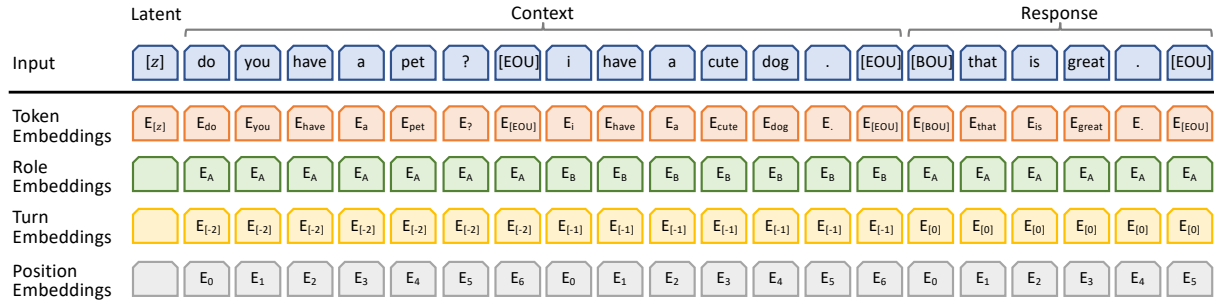 Latent Context Response
Input [z] do you have a pet ? [EOU] i have a cute dog . [EOU] [BOU] that is great . [EOU]
Token Embeddings E[z] Edo Eyou Ehave Ea Epet E? E[EOU] Ei Ehave Ea Ecute Edog E. E[EOU] E[BOU] Ethat Eis Egreat E. E[EOU]
Role Embeddings EA EA EA EA EA EA EA EB EB EB EB EB EB EB EA EA EA EA EA EA
Turn Embeddings E[-2] E[-2] E[-2] E[-2] E[-2] E[-2] E[-2] E[-1] E[-1] E[-1] E[-1] E[-1] E[-1] E[-1] E[0] E[0] E[0] E[0] E[0] E[0]
Position Embeddings E0 E1 E2 E3 E4 E5 E6 E0 E1 E2 E3 E4 E5 E6 E0 E1 E2 E3 E4 E5